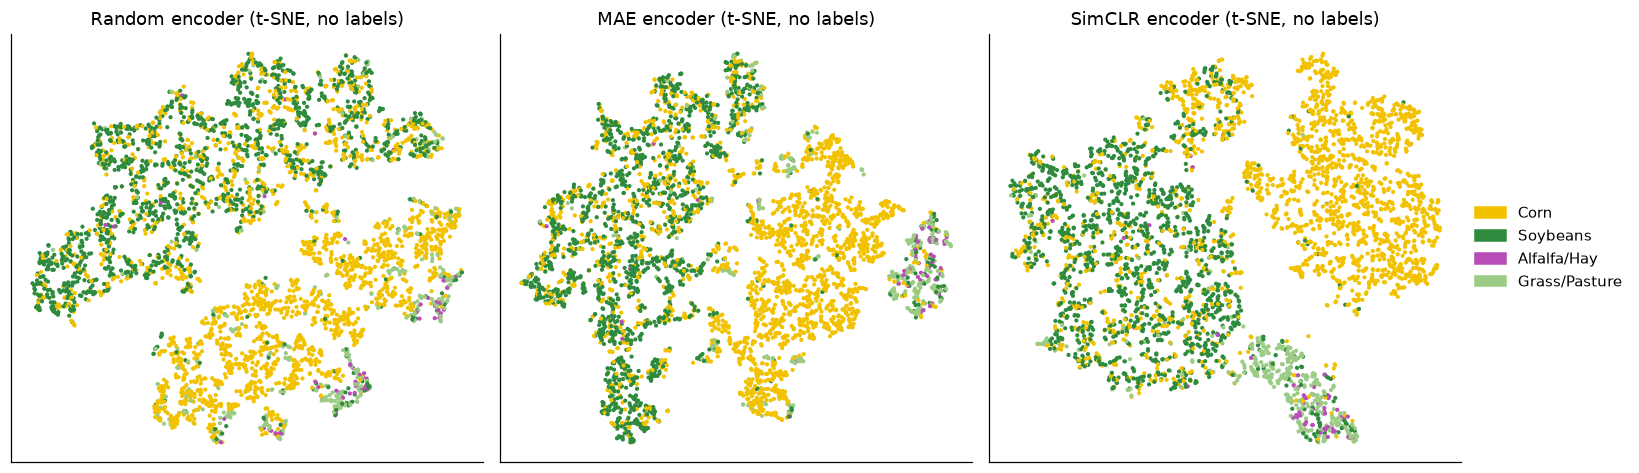 Random encoder (t-SNE, no labels)
MAE encoder (t-SNE, no labels)
SimCLR encoder (t-SNE, no labels)
Corn
Soybeans
Alfalfa/Hay
Grass/Pasture